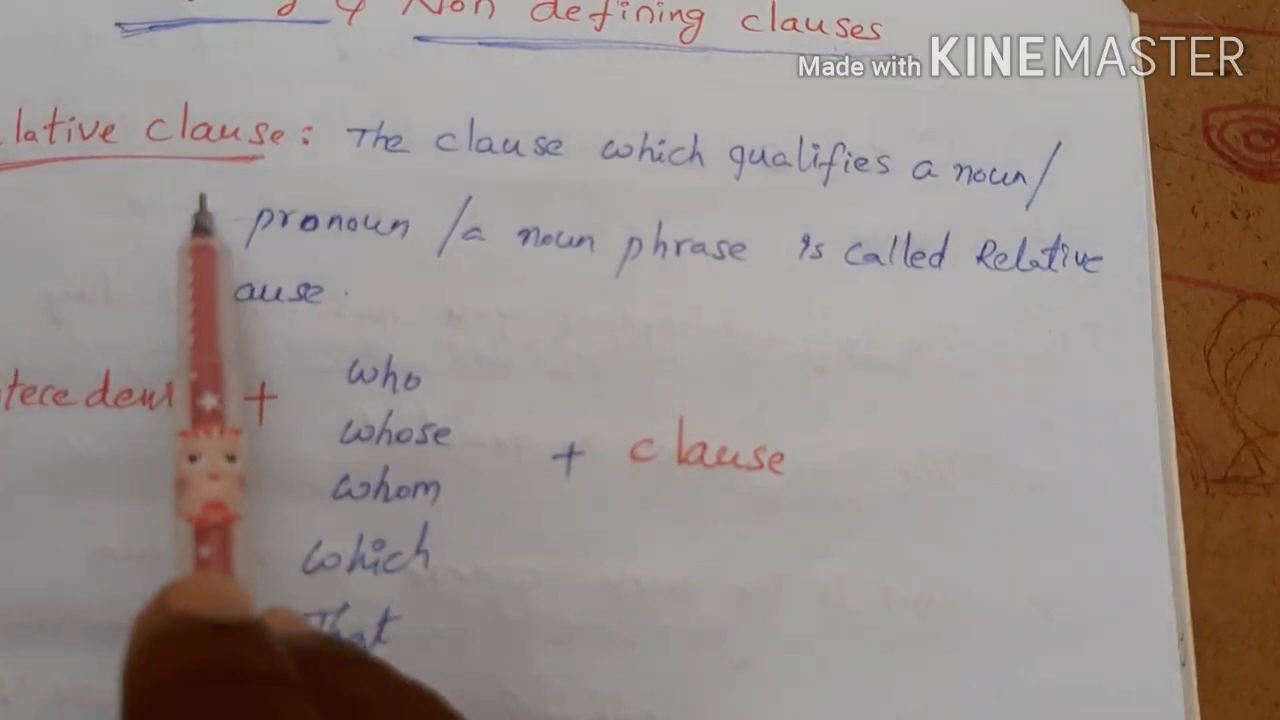 & Non defining clauses
Made with KINEMASTER
lative clause: The clause which qualifies a noun/
pronoun /a noun phrase is called Relative
ause.
who
tecedent + whose + clause
whom
which
That